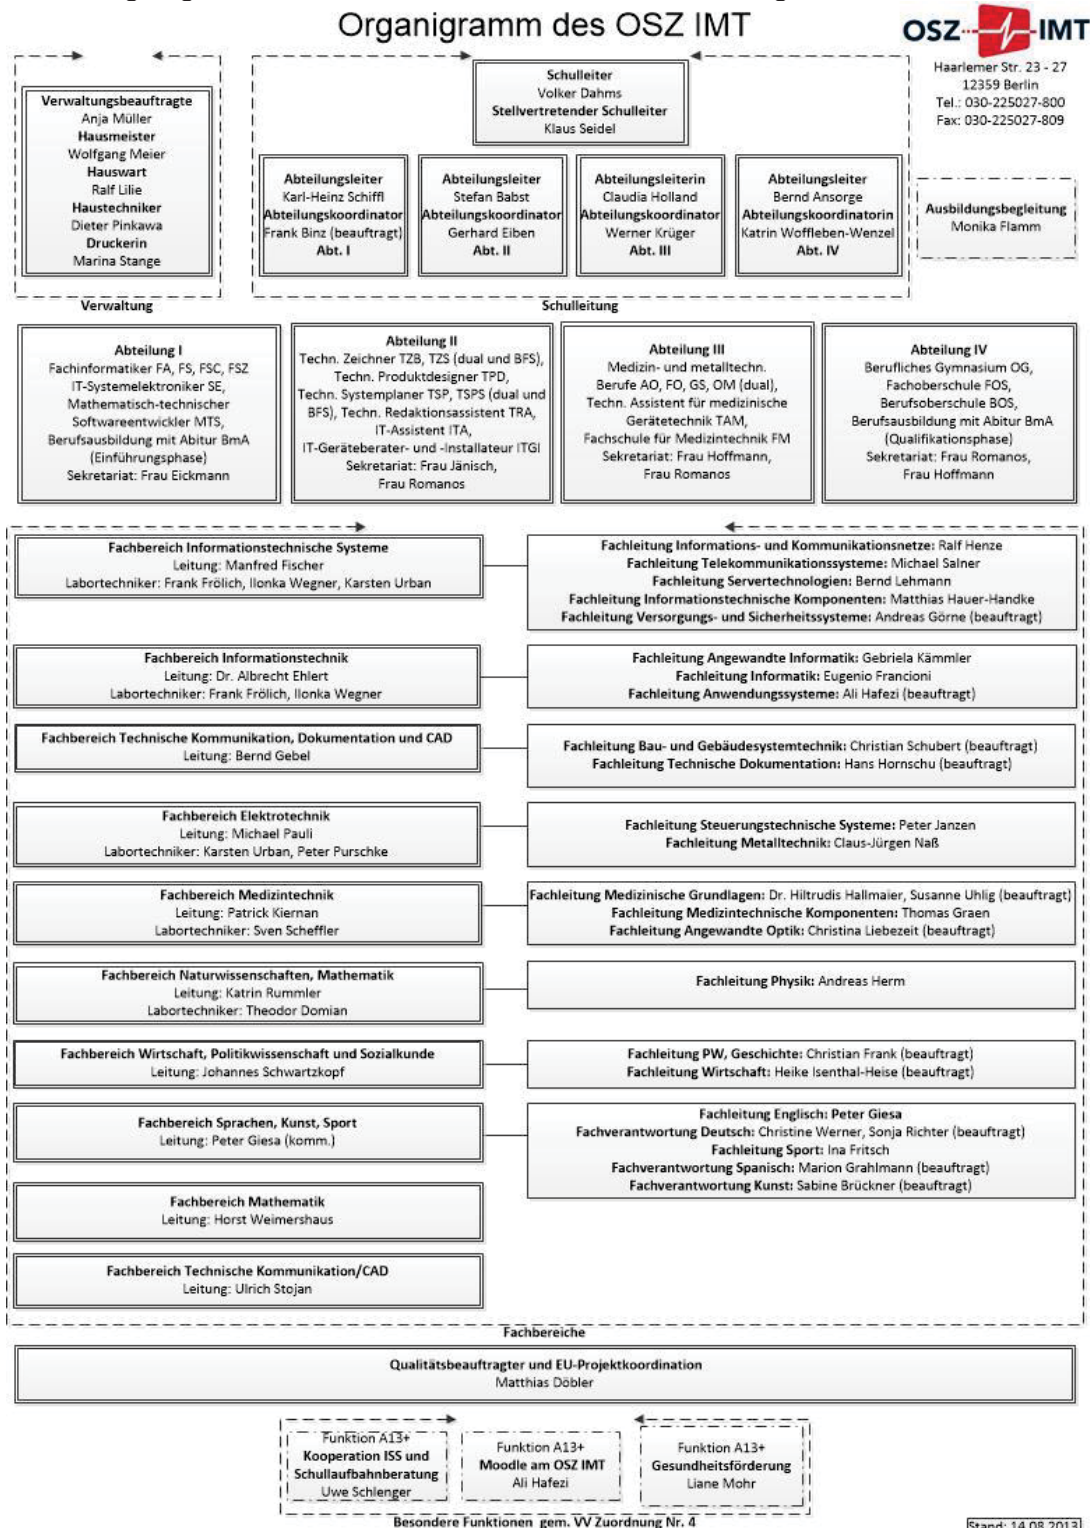 Organigramm des OSZ IMT
OSZ IMT
Haarlemer Str. 23 - 27
12359 Berlin
Tel.: 030-225027-800
Fax: 030-225027-809
Verwaltungsbeauftragte
Anja Müller
Hausmeister
Wolfgang Meier
Hauswart
Ralf Lilie
Haustechniker
Dieter Pinkawa
Druckerin
Marina Stange
Verwaltung
Schulleiter
Volker Dahms
Stellvertretender Schulleiter
Klaus Seidel
Abteilungsleiter
Karl-Heinz Schiffl
Abteilungskoordinator
Frank Binz (beauftragt)
Abt. I
Abteilungsleiter
Stefan Babst
Abteilungskoordinator
Gerhard Eiben
Abt. II
Abteilungsleiterin
Claudia Holland
Abteilungskoordinator
Werner Krüger
Abt. III
Abteilungsleiter
Bernd Ansorge
Abteilungskoordinatorin
Katrin Woffleben-Wenzel
Abt. IV
Schulleitung
Ausbildungsbegleitung
Monika Flamm
Abteilung I
Fachinformatiker FA, FS, FSC, FSZ
IT-Systemelektroniker SE,
Mathematisch-technischer
Softwareentwickler MTS,
Berufsausbildung mit Abitur BmA
(Einführungsphase)
Sekretariat: Frau Eickmann
Abteilung II
Techn. Zeichner TZB, TZS (dual und BFS),
Techn. Produktdesigner TPD,
Techn. Systemplaner TSP, TSPS (dual und
BFS), Techn. Redaktionsassistent TRA,
IT-Assistent ITA,
IT-Geräteberater- und -Installateur ITGI
Sekretariat: Frau Jänisch,
Frau Romanos
Abteilung III
Medizin- und metalltechn.
Berufe AO, FO, GS, OM (dual),
Techn. Assistent für medizinische
Gerätetechnik TAM,
Fachschule für Medizintechnik FM
Sekretariat: Frau Hoffmann,
Frau Romanos
Abteilung IV
Berufliches Gymnasium OG,
Fachoberschule FOS,
Berufsoberschule BOS,
Berufsausbildung mit Abitur BmA
(Qualifikationsphase)
Sekretariat: Frau Romanos,
Frau Hoffmann
Fachbereich Informationstechnische Systeme
Leitung: Manfred Fischer
Labortechniker: Frank Frölich, Ilonka Wegner, Karsten Urban
Fachleitung Informations- und Kommunikationsnetze: Ralf Henze
Fachleitung Telekommunikationssysteme: Michael Salner
Fachleitung Servertechnologien: Bernd Lehmann
Fachleitung Informationstechnische Komponenten: Matthias Hauer-Handke
Fachleitung Versorgungs- und Sicherheitssysteme: Andreas Görne (beauftragt)
Fachbereich Informationstechnik
Leitung: Dr. Albrecht Ehlert
Labortechniker: Frank Frölich, Ilonka Wegner
Fachleitung Angewandte Informatik: Gebriela Kämmler
Fachleitung Informatik: Eugenio Francioni
Fachleitung Anwendungssysteme: Ali Hafezi (beauftragt)
Fachbereich Technische Kommunikation, Dokumentation und CAD
Leitung: Bernd Gebel
Fachleitung Bau- und Gebäudesystemtechnik: Christian Schubert (beauftragt)
Fachleitung Technische Dokumentation: Hans Hornschu (beauftragt)
Fachbereich Elektrotechnik
Leitung: Michael Pauli
Labortechniker: Karsten Urban, Peter Purschke
Fachleitung Steuerungstechnische Systeme: Peter Janzen
Fachleitung Metalltechnik: Claus-Jürgen Naß
Fachbereich Medizintechnik
Leitung: Patrick Kiernan
Labortechniker: Sven Scheffler
Fachleitung Medizinische Grundlagen: Dr. Hiltrudis Hallmaier, Susanne Uhlig (beauftragt)
Fachleitung Medizintechnische Komponenten: Thomas Graen
Fachleitung Angewandte Optik: Christina Liebezeit (beauftragt)
Fachbereich Naturwissenschaften, Mathematik
Leitung: Katrin Rummler
Labortechniker: Theodor Domian
Fachleitung Physik: Andreas Herm
Fachbereich Wirtschaft, Politikwissenschaft und Sozialkunde
Leitung: Johannes Schwartzkopf
Fachleitung PW, Geschichte: Christian Frank (beauftragt)
Fachleitung Wirtschaft: Heike Isenthal-Heise (beauftragt)
Fachbereich Sprachen, Kunst, Sport
Leitung: Peter Giesa (komm.)
Fachleitung Englisch: Peter Giesa
Fachverantwortung Deutsch: Christine Werner, Sonja Richter (beauftragt)
Fachleitung Sport: Ina Fritsch
Fachverantwortung Spanisch: Marion Grahlmann (beauftragt)
Fachverantwortung Kunst: Sabine Brückner (beauftragt)
Fachbereich Mathematik
Leitung: Horst Weimershaus
Fachbereich Technische Kommunikation/CAD
Leitung: Ulrich Stojan
Fachbereiche
Qualitätsbeauftragter und EU-Projektkoordination
Matthias Döbler
Funktion A13+
Kooperation ISS und
Schullaufbahnberatung
Uwe Schlenger
Funktion A13+
Moodle am OSZ IMT
Ali Hafezi
Funktion A13+
Gesundheitsförderung
Liane Mohr
Besondere Funktionen gem. VV Zuordnung Nr. 4
Stand: 14.08.2013